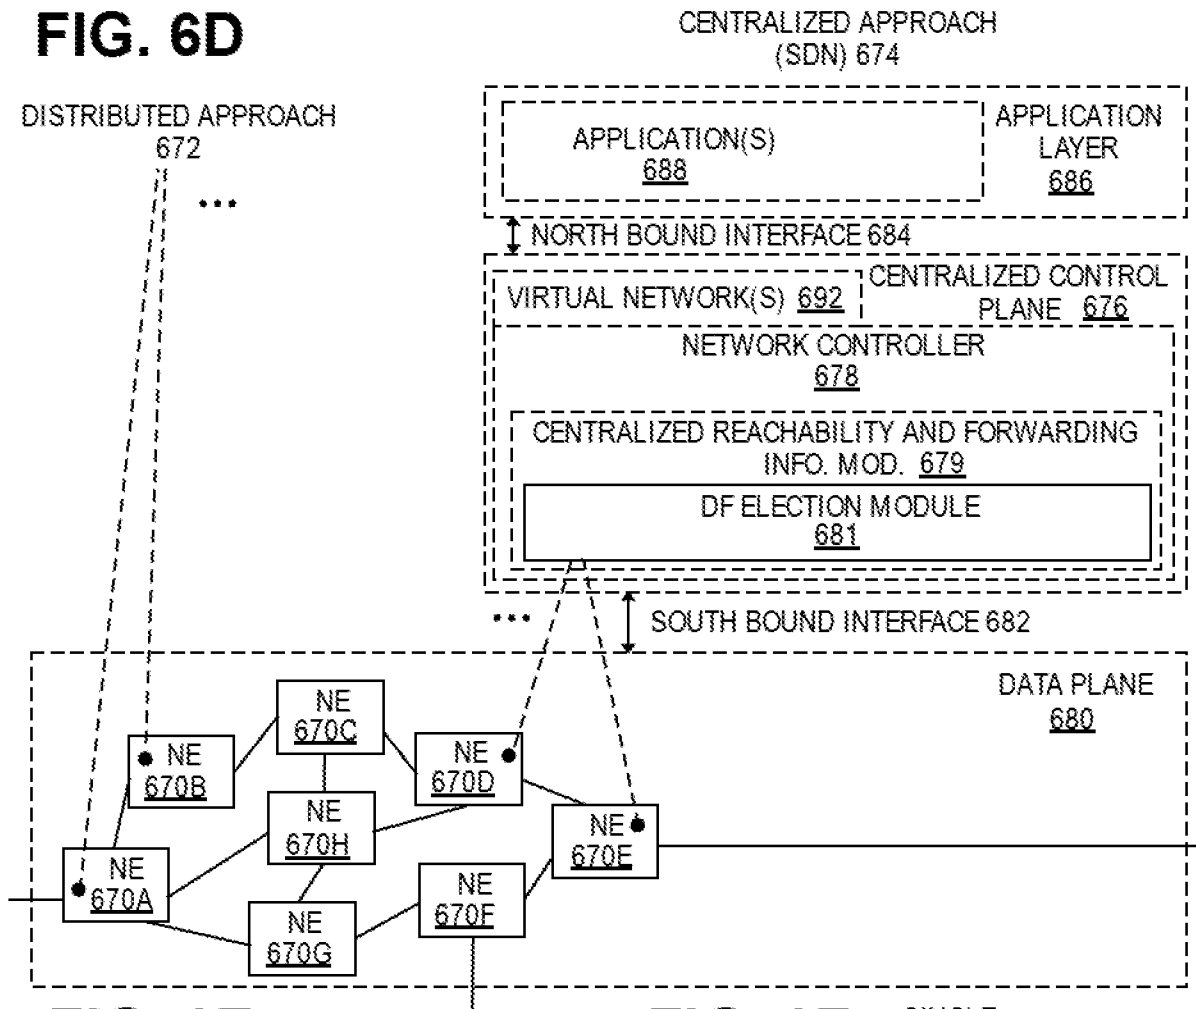 FIG. 6D
CENTRALIZED APPROACH
(SDN) 674
DISTRIBUTED APPROACH
672
...
APPLICATION(S)
688
APPLICATION
LAYER
686
NORTH BOUND INTERFACE 684
VIRTUAL NETWORK(S) 692
CENTRALIZED CONTROL
PLANE 676
NETWORK CONTROLLER
678
CENTRALIZED REACHABILITY AND FORWARDING
INFO. MOD. 679
DF ELECTION MODULE
681
...
SOUTH BOUND INTERFACE 682
DATA PLANE
680
NE
670C
NE
670B
NE
670D
NE
670H
NE
670E
NE
670A
NE
670F
NE
670G